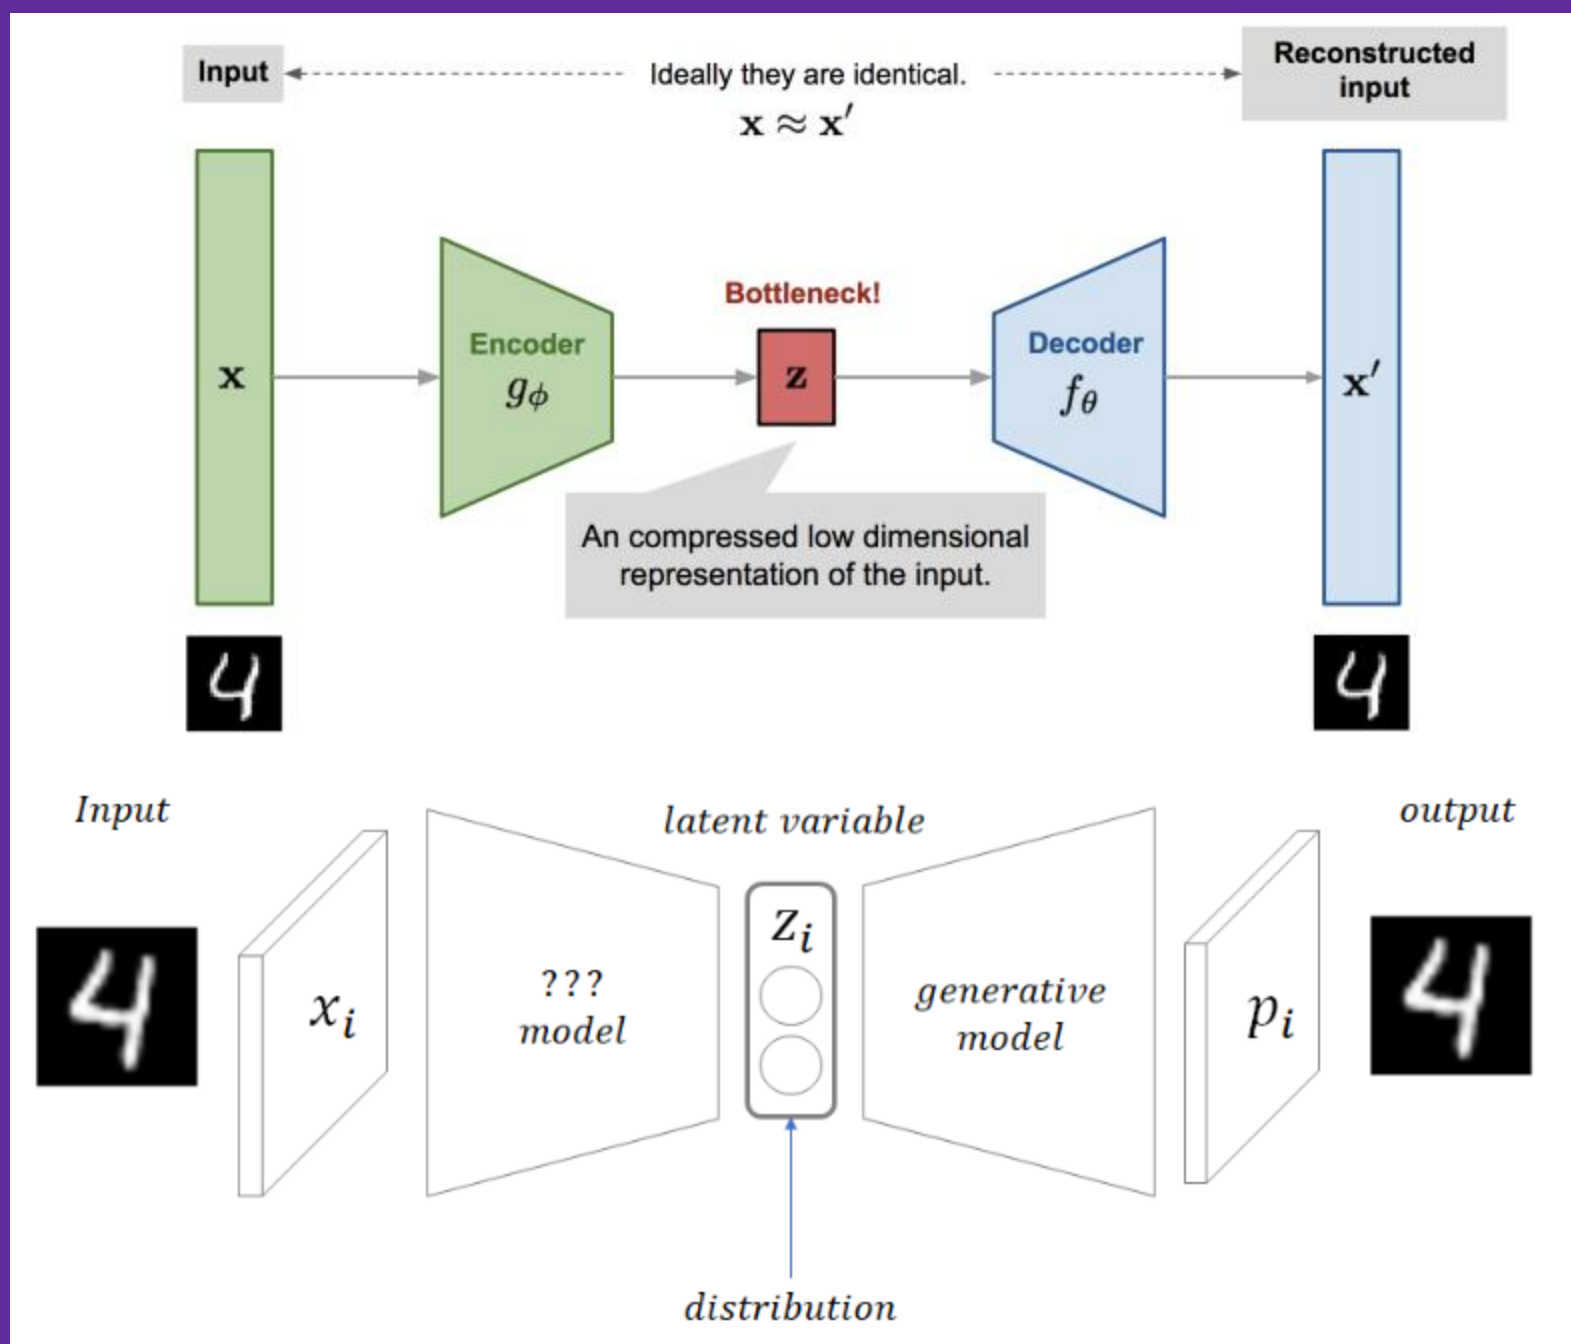 Input
Ideally they are identical.
x ≈ x′
Reconstructed
input
Bottleneck!
x
Encoder
gϕ
z
Decoder
fθ
x′
An compressed low dimensional
representation of the input.
4
4
Input
latent variable
output
4
xi
???
model
zi
generative
model
pi
4
distribution